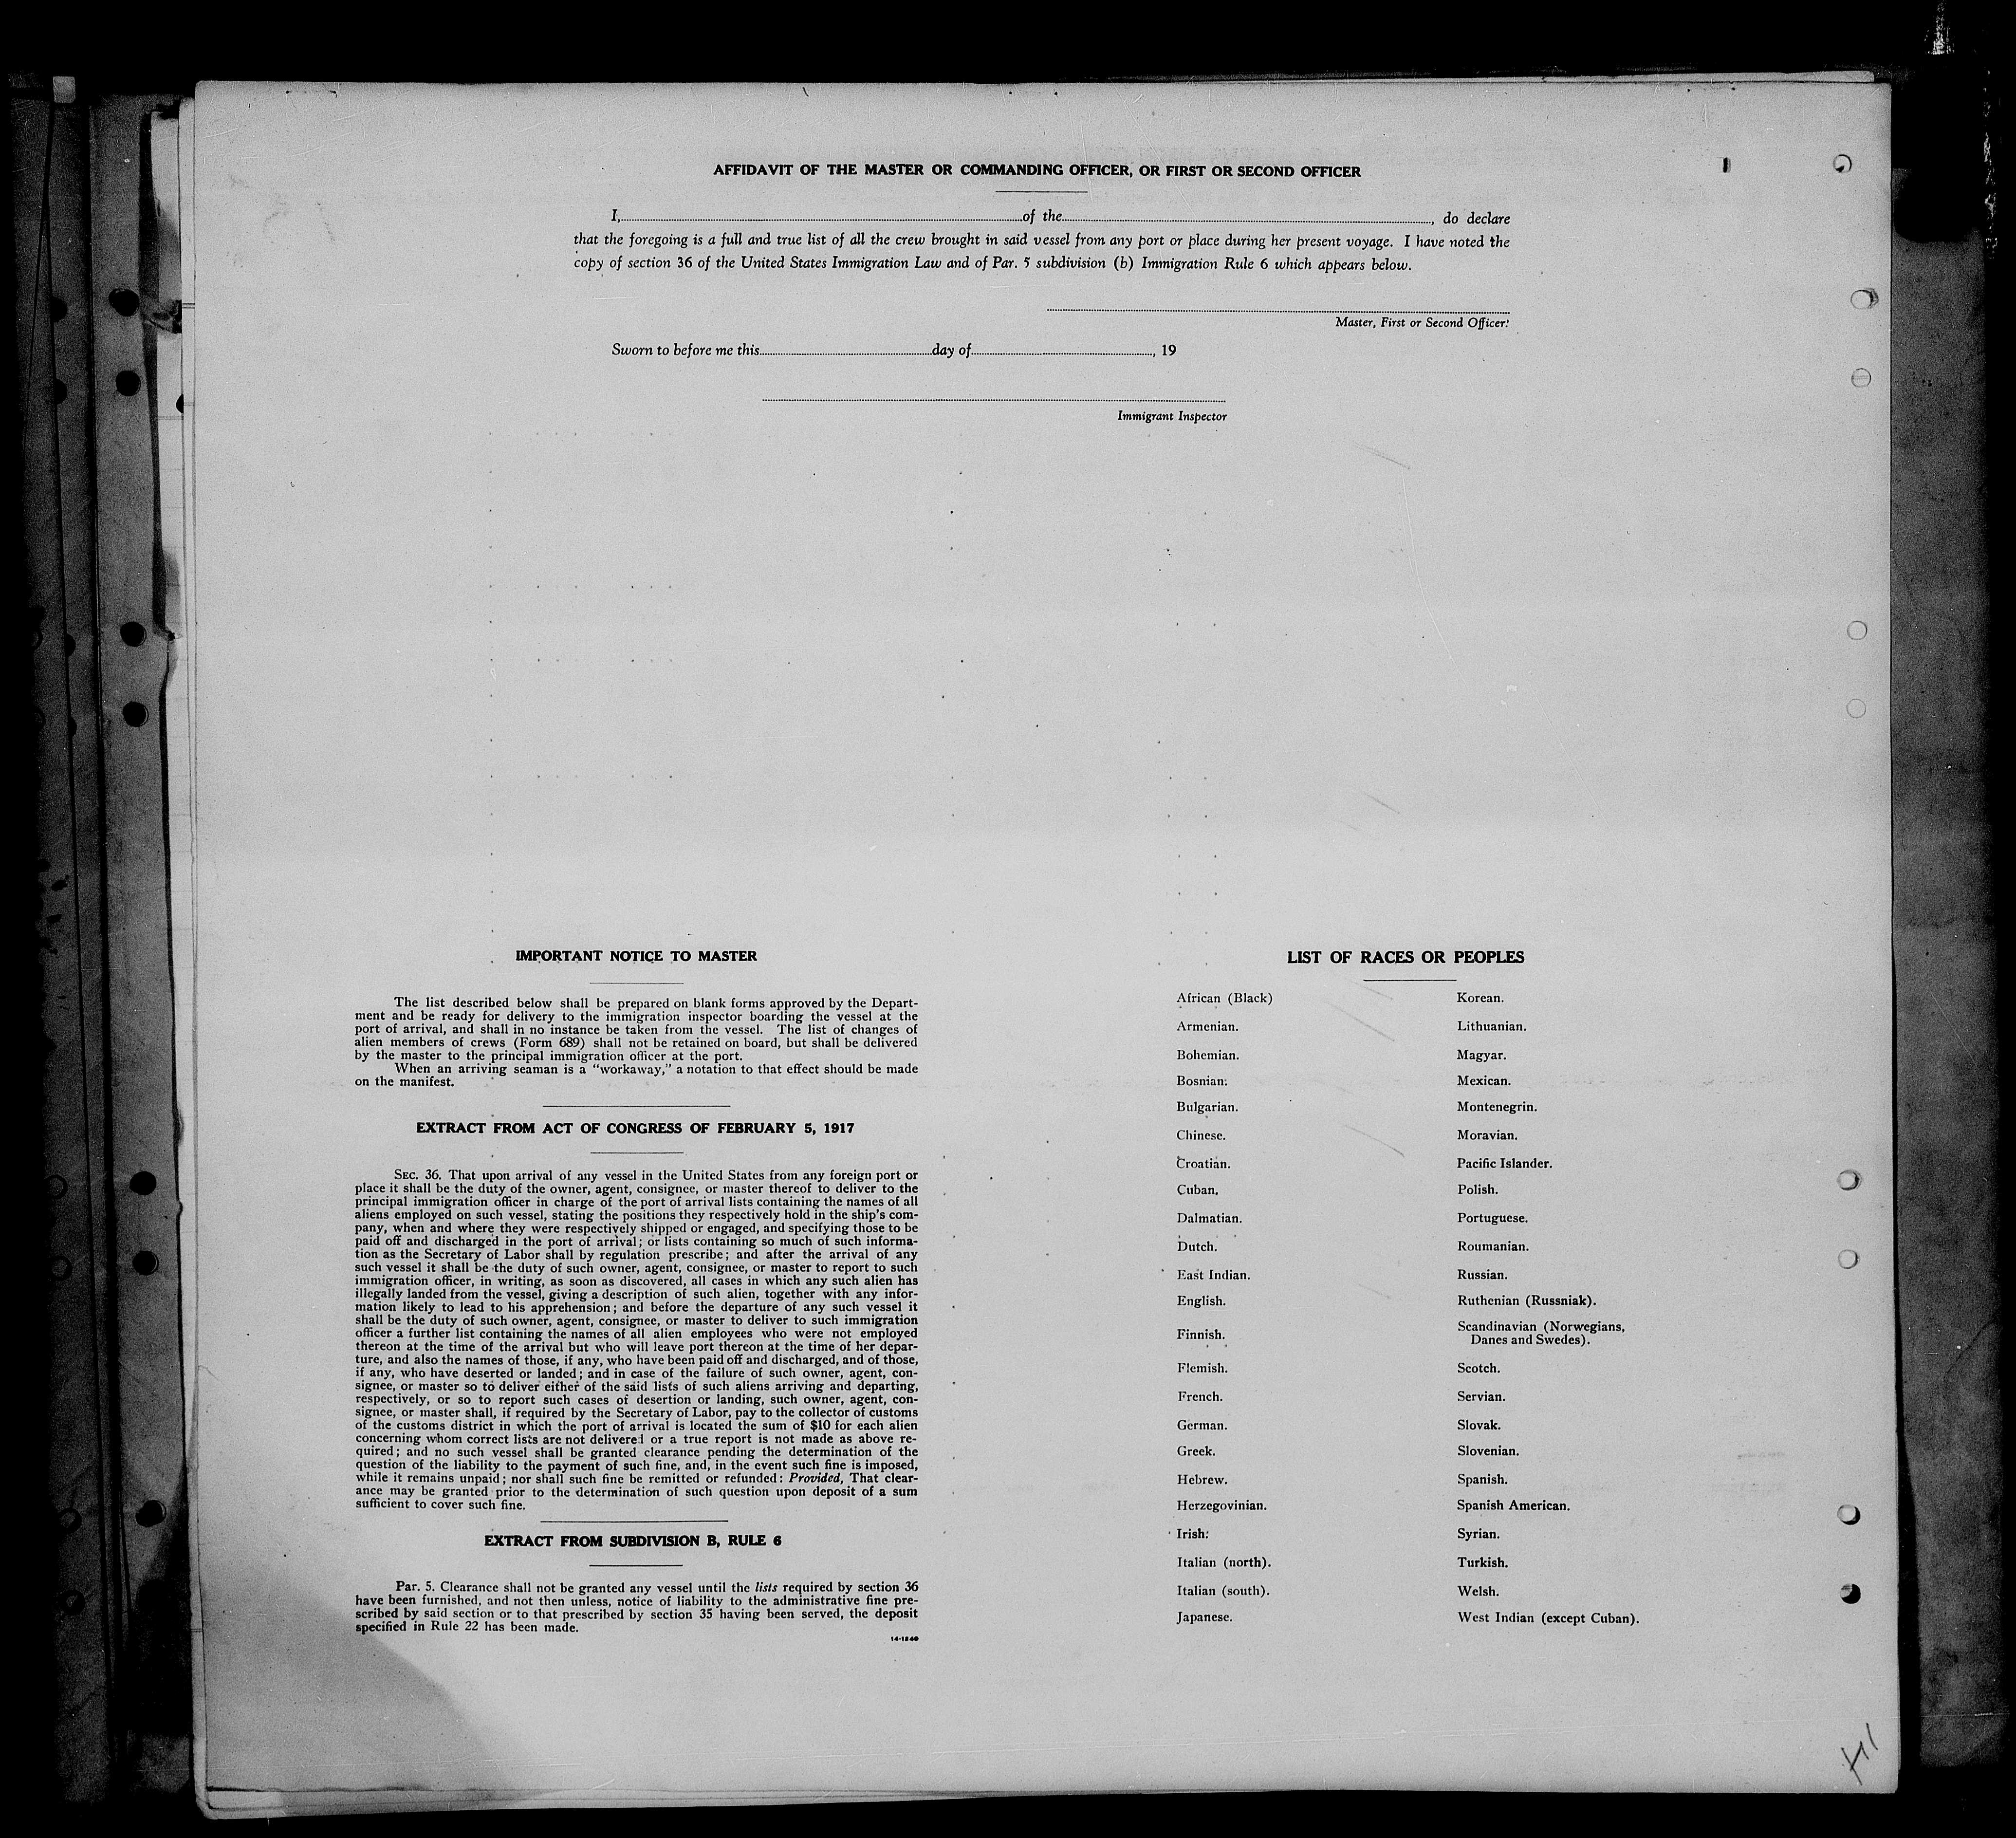 AFFIDAVIT OF THE MASTER OR COMMANDING OFFICER, OR FIRST OR SECOND OFFICER
I, of the , do declare
that the foregoing is a full and true list of all the crew brought in said vessel from any port or place during her present voyage. I have noted the
copy of section 36 of the United States Immigration Law and of Par. 5 subdivision (b) Immigration Rule 6 which appears below.
Master, First or Second Officer.
Sworn to before me this day of , 19
Immigrant Inspector
IMPORTANT NOTICE TO MASTER
The list described below shall be prepared on blank forms approved by the Depart-
ment and be ready for delivery to the immigration inspector boarding the vessel at the
port of arrival, and shall in no instance be taken from the vessel. The list of changes of
alien members of crews (Form 689) shall not be retained on board, but shall be delivered
by the master to the principal immigration officer at the port.
When an arriving seaman is a "workaway," a notation to that effect should be made
on the manifest.
EXTRACT FROM ACT OF CONGRESS OF FEBRUARY 5, 1917
SEC. 36. That upon arrival of any vessel in the United States from any foreign port or
place it shall be the duty of the owner, agent, consignee, or master thereof to deliver to the
principal immigration officer in charge of the port of arrival lists containing the names of all
aliens employed on such vessel, stating the positions they respectively hold in the ship's com-
pany, when and where they were respectively shipped or engaged, and specifying those to be
paid off and discharged in the port of arrival; or lists containing so much of such informa-
tion as the Secretary of Labor shall by regulation prescribe; and after the arrival of any
such vessel it shall be the duty of such owner, agent, consignee, or master to report to such
immigration officer, in writing, as soon as discovered, all cases in which any such alien has
illegally landed from the vessel, giving a description of such alien, together with any infor-
mation likely to lead to his apprehension; and before the departure of any such vessel it
shall be the duty of such owner, agent, consignee, or master to deliver to such immigration
officer a further list containing the names of all alien employees who were not employed
thereon at the time of the arrival but who will leave port thereon at the time of her depar-
ture, and also the names of those, if any, who have been paid off and discharged, and of those,
if any, who have deserted or landed; and in case of the failure of such owner, agent, con-
signee, or master so to deliver either of the said lists of such aliens arriving and departing,
respectively, or so to report such cases of desertion or landing, such owner, agent, con-
signee, or master shall, if required by the Secretary of Labor, pay to the collector of customs
of the customs district in which the port of arrival is located the sum of $10 for each alien
concerning whom correct lists are not delivered or a true report is not made as above re-
quired; and no such vessel shall be granted clearance pending the determination of the
question of the liability to the payment of such fine, and, in the event such fine is imposed,
while it remains unpaid; nor shall such fine be remitted or refunded: Provided, That clear-
ance may be granted prior to the determination of such question upon deposit of a sum
sufficient to cover such fine.
EXTRACT FROM SUBDIVISION B, RULE 6
Par. 5. Clearance shall not be granted any vessel until the lists required by section 36
have been furnished, and not then unless, notice of liability to the administrative fine pre-
scribed by said section or to that prescribed by section 35 having been served, the deposit
specified in Rule 22 has been made.
LIST OF RACES OR PEOPLES
African (Black)
Armenian.
Bohemian.
Bosnian.
Bulgarian.
Chinese.
Croatian.
Cuban.
Dalmatian.
Dutch.
East Indian.
English.
Finnish.
Flemish.
French.
German.
Greek.
Hebrew.
Herzegovinian.
Irish.
Italian (north).
Italian (south).
Japanese.
Korean.
Lithuanian.
Magyar.
Mexican.
Montenegrin.
Moravian.
Pacific Islander.
Polish.
Portuguese.
Roumanian.
Russian.
Ruthenian (Russniak).
Scandinavian (Norwegians,
Danes and Swedes).
Scotch.
Servian.
Slovak.
Slovenian.
Spanish.
Spanish American.
Syrian.
Turkish.
Welsh.
West Indian (except Cuban).